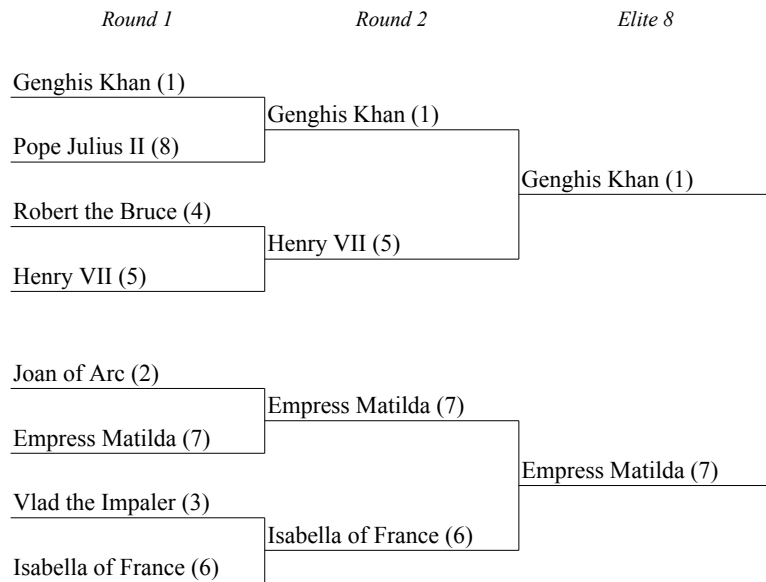 Round 1 Round 2 Elite 8
Genghis Khan (1)
Genghis Khan (1)
Pope Julius II (8)
Genghis Khan (1)
Robert the Bruce (4)
Henry VII (5)
Henry VII (5)
Joan of Arc (2)
Empress Matilda (7)
Empress Matilda (7)
Empress Matilda (7)
Vlad the Impaler (3)
Isabella of France (6)
Isabella of France (6)